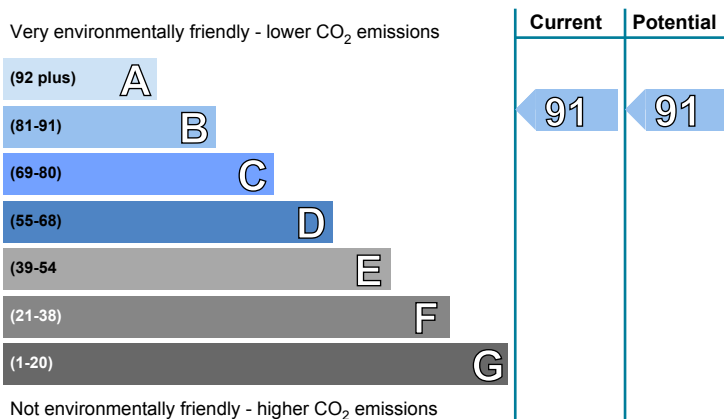 Very environmentally friendly - lower CO₂ emissions
Current
Potential
(92 plus) A
(81-91) B
91
91
(69-80) C
(55-68) D
(39-54 E
(21-38) F
(1-20) G
Not environmentally friendly - higher CO₂ emissions